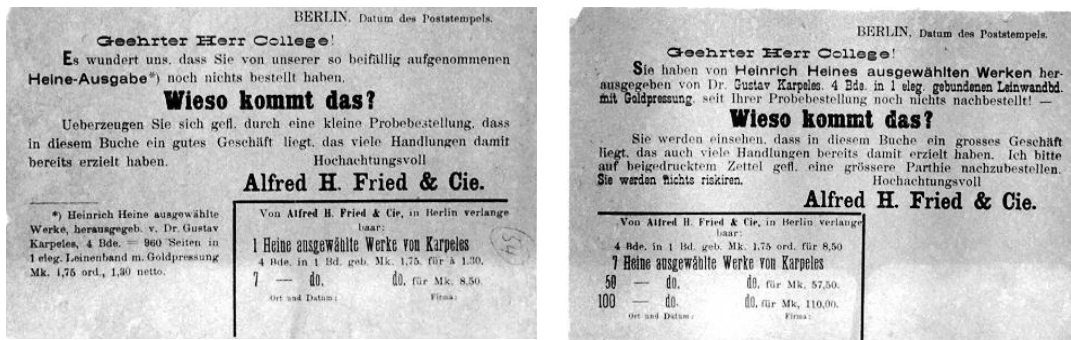 BERLIN, Datum des Poststempels.
Geehrter Herr College!
Es wundert uns, dass Sie von unserer so beifällig aufgenommenen
Heine-Ausgabe*) noch nichts bestellt haben.
Wieso kommt das?
Ueberzeugen Sie sich gefl. durch eine kleine Probebestellung, dass
in diesem Buche ein gutes Geschäft liegt, das viele Handlungen damit
bereits erzielt haben. Hochachtungsvoll
Alfred H. Fried & Cie.
*) Heinrich Heine ausgewählte
Werke, herausgegeb. v. Dr. Gustav
Karpeles, 4 Bde. = 960 Seiten in
1 eleg. Leinenband m. Goldpressung
Mk. 1,75 ord., 1,30 netto.
Von Alfred H. Fried & Cie, in Berlin verlange
baar:
1 Heine ausgewählte Werke von Karpeles
4 Bde. in 1 Bd. geb. Mk. 1,75, für à 1.30.
7 — do. do. für Mk. 8,50.
Ort und Datum: Firma:
34
BERLIN, Datum des Poststempels.
Geehrter Herr College!
Sie haben von Heinrich Heines ausgewählten Werken her-
ausgegeben von Dr. Gustav Karpeles, 4 Bde. in 1 eleg. gebundenen Leinwandbd.
mit Goldpressung, seit Ihrer Probebestellung noch nichts nachbestellt! —
Wieso kommt das?
Sie werden einsehen, dass in diesem Buche ein grosses Geschäft
liegt, das auch viele Handlungen bereits damit erzielt haben. Ich bitte
auf beigedrucktem Zettel gefl. eine grössere Parthie nachzubestellen.
Sie werden nichts riskiren. Hochachtungsvoll
Alfred H. Fried & Cie.
Von Alfred H. Fried & Cie, in Berlin verlange
baar:
4 Bde. in 1 Bd. geb. Mk. 1,75 ord. für 8,50
7 Heine ausgewählte Werke von Karpeles
50 — do. do. für Mk. 57,50.
100 — do. do. für Mk, 110,00.
Ort und Datum: Firma: